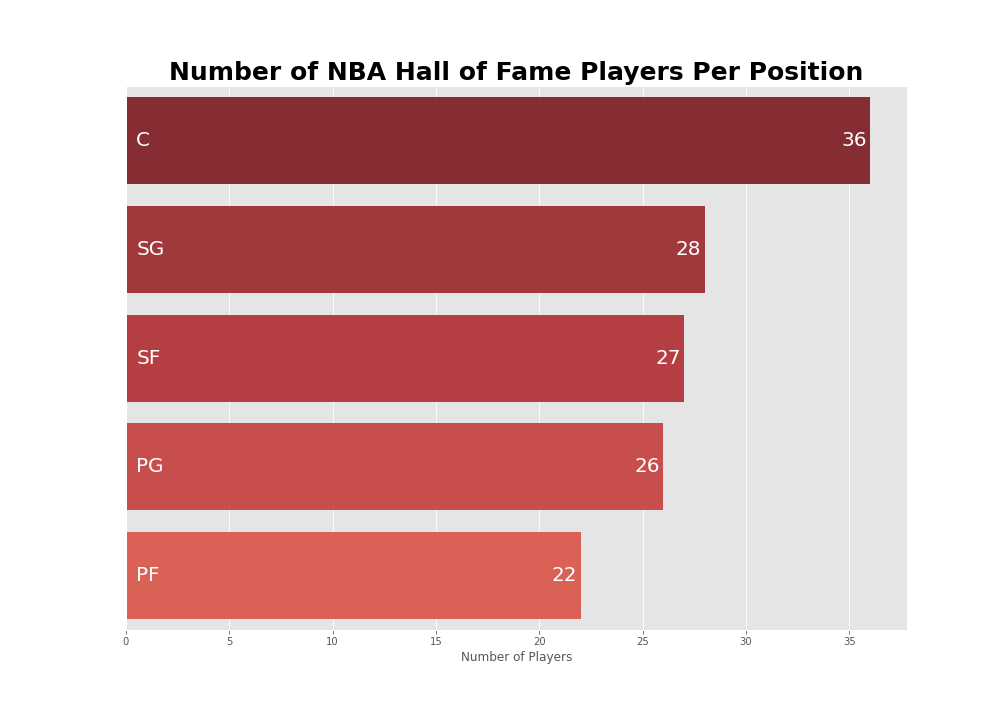 Number of NBA Hall of Fame Players Per Position
C 36
SG 28
SF 27
PG 26
PF 22
0 5 10 15 20 25 30 35
Number of Players